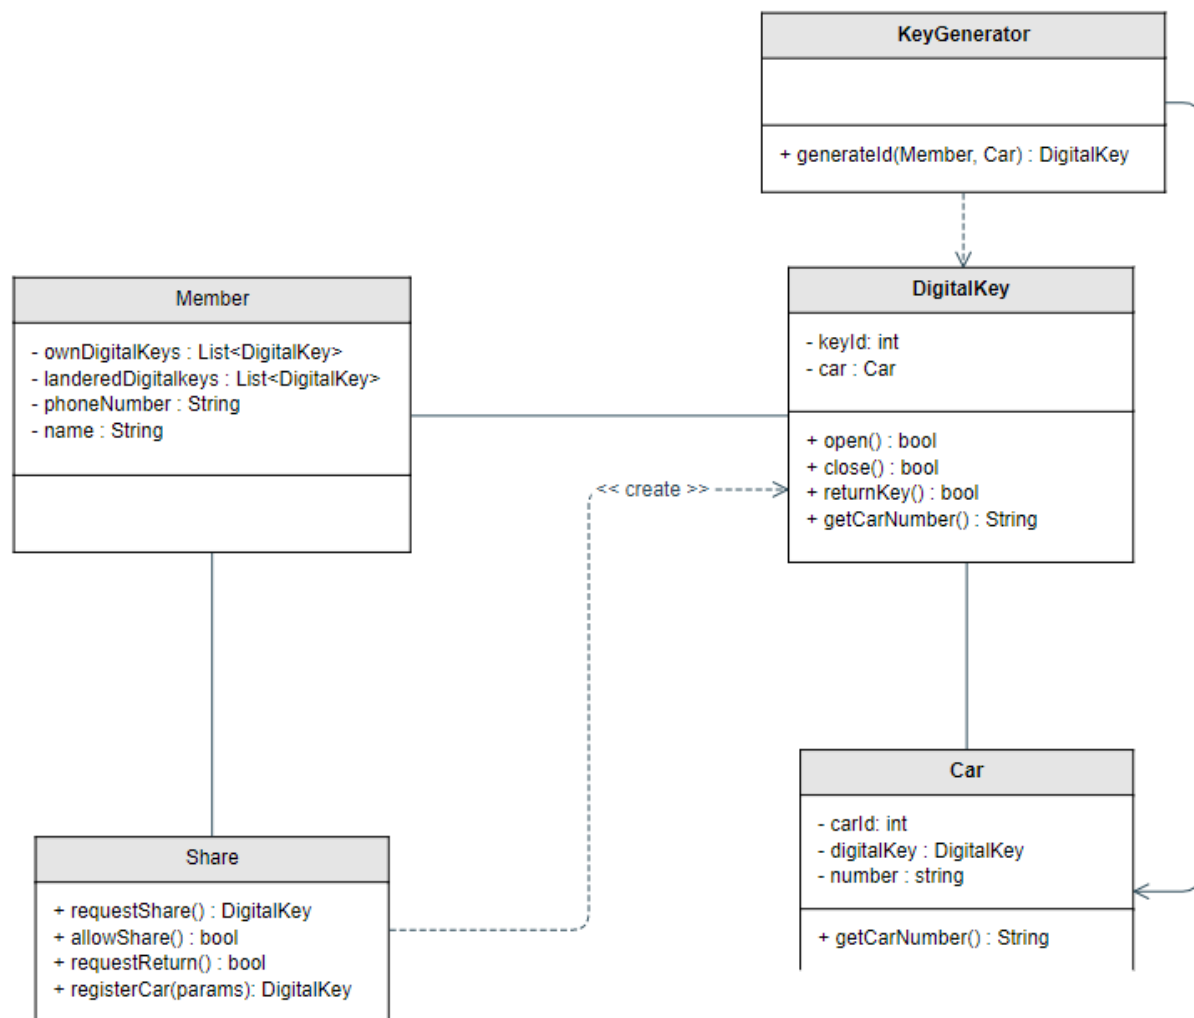 KeyGenerator
+ generateId(Member, Car) : DigitalKey
Member
- ownDigitalKeys : List<DigitalKey>
- landeredDigitalkeys : List<DigitalKey>
- phoneNumber : String
- name : String
DigitalKey
- keyId: int
- car : Car
+ open() : bool
+ close() : bool
+ returnKey() : bool
+ getCarNumber() : String
<< create >>
Share
+ requestShare() : DigitalKey
+ allowShare() : bool
+ requestReturn() : bool
+ registerCar(params): DigitalKey
Car
- carId: int
- digitalKey : DigitalKey
- number : string
+ getCarNumber() : String